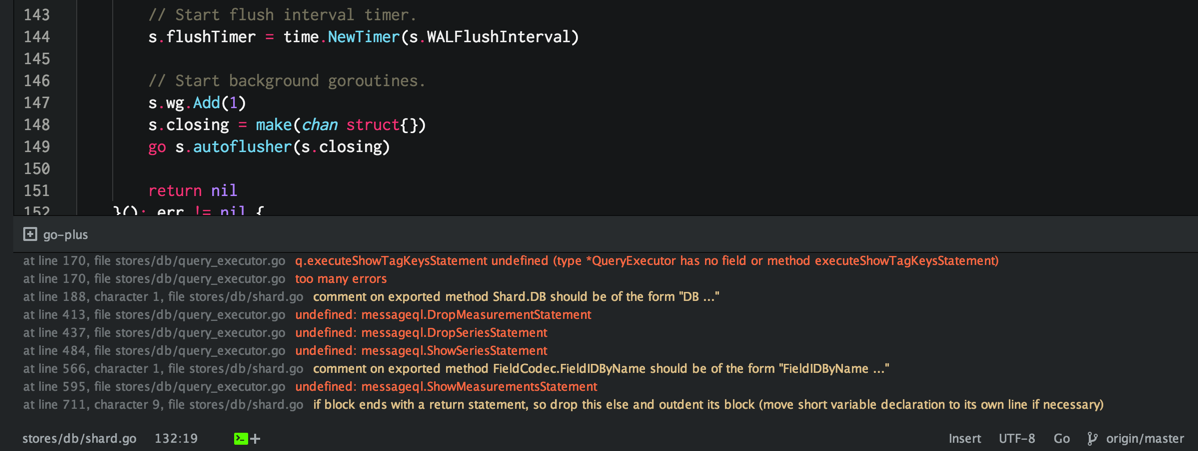 143 // Start flush interval timer.
144 s.flushTimer = time.NewTimer(s.WALFlushInterval)
145
146 // Start background goroutines.
147 s.wg.Add(1)
148 s.closing = make(chan struct{})
149 go s.autoflusher(s.closing)
150
151 return nil
152 }(); err != nil {
go-plus
at line 170, file stores/db/query_executor.go q.executeShowTagKeysStatement undefined (type *QueryExecutor has no field or method executeShowTagKeysStatement)
at line 170, file stores/db/query_executor.go too many errors
at line 188, character 1, file stores/db/shard.go comment on exported method Shard.DB should be of the form "DB ..."
at line 413, file stores/db/query_executor.go undefined: messageql.DropMeasurementStatement
at line 437, file stores/db/query_executor.go undefined: messageql.DropSeriesStatement
at line 484, file stores/db/query_executor.go undefined: messageql.ShowSeriesStatement
at line 566, character 1, file stores/db/shard.go comment on exported method FieldCodec.FieldIDByName should be of the form "FieldIDByName ..."
at line 595, file stores/db/query_executor.go undefined: messageql.ShowMeasurementsStatement
at line 711, character 9, file stores/db/shard.go if block ends with a return statement, so drop this else and outdent its block (move short variable declaration to its own line if necessary)
stores/db/shard.go 132:19 >_ + Insert UTF-8 Go origin/master